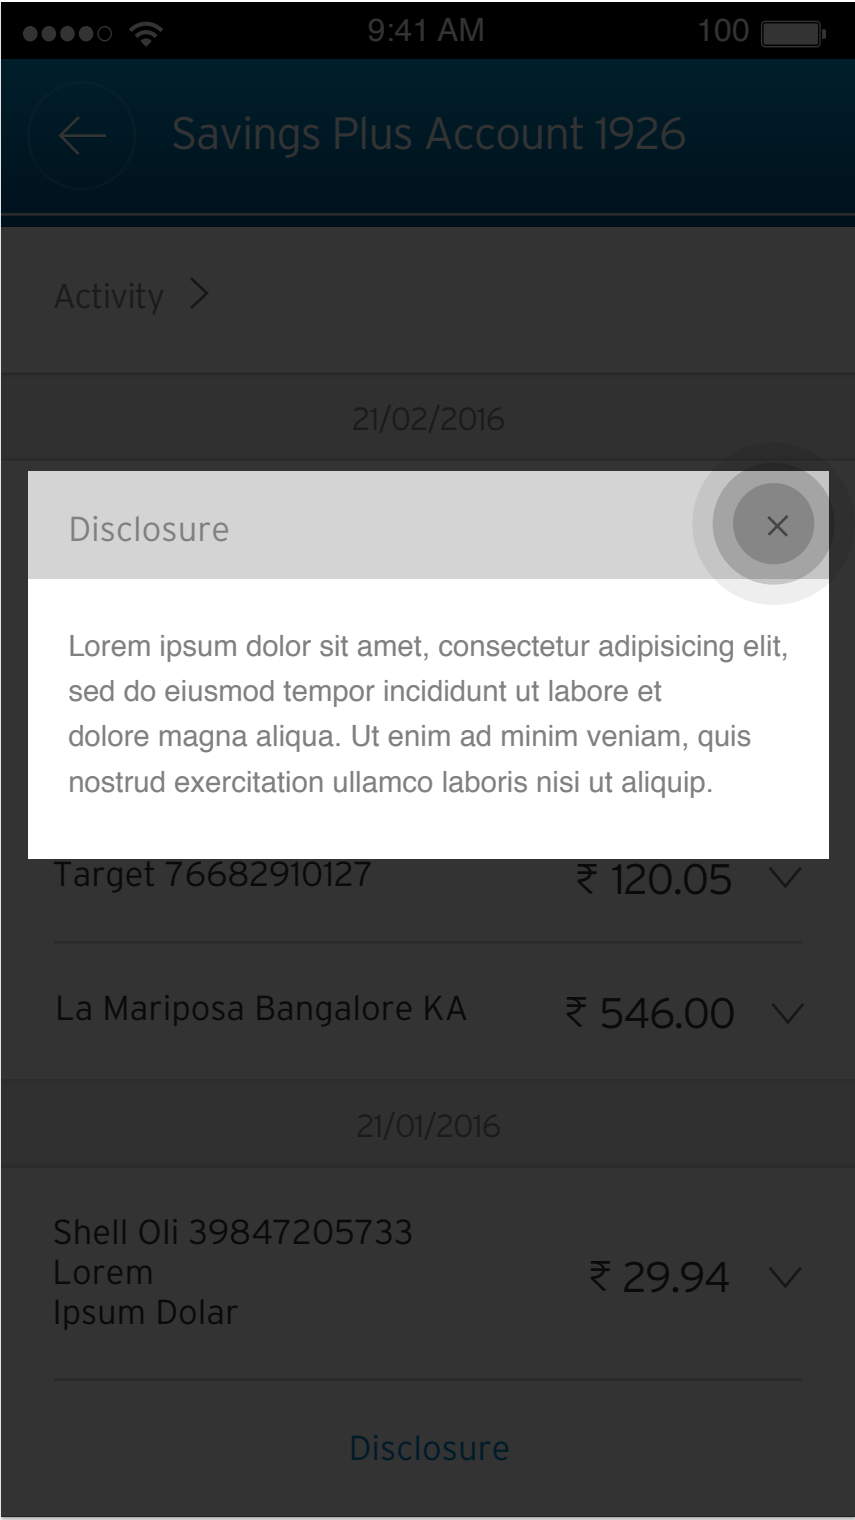 9:41 AM 100
Savings Plus Account 1926
Activity
21/02/2016
Disclosure
Lorem ipsum dolor sit amet, consectetur adipisicing elit,
sed do eiusmod tempor incididunt ut labore et
dolore magna aliqua. Ut enim ad minim veniam, quis
nostrud exercitation ullamco laboris nisi ut aliquip.
Target 76682910127 ₹ 120.05
La Mariposa Bangalore KA ₹ 546.00
21/01/2016
Shell Oli 39847205733
Lorem ₹ 29.94
Ipsum Dolar
Disclosure